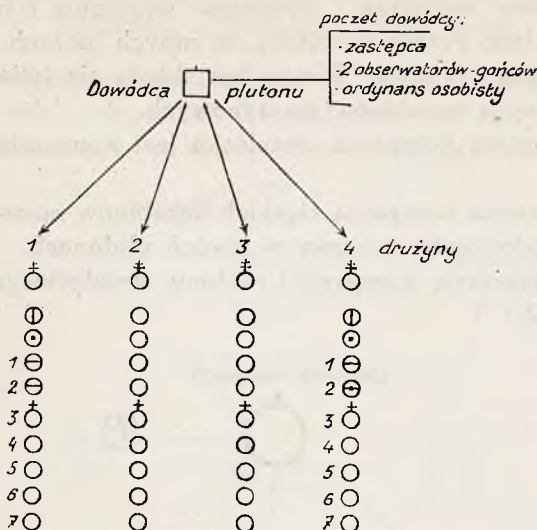 poczet dowódcy:
· zastępca
· 2 obserwatorów-gońców
· ordynans osobisty
Dowódca plutonu
1 2 3 4 drużyny
1 1
2 2
3 3
4 4
5 5
6 6
7 7